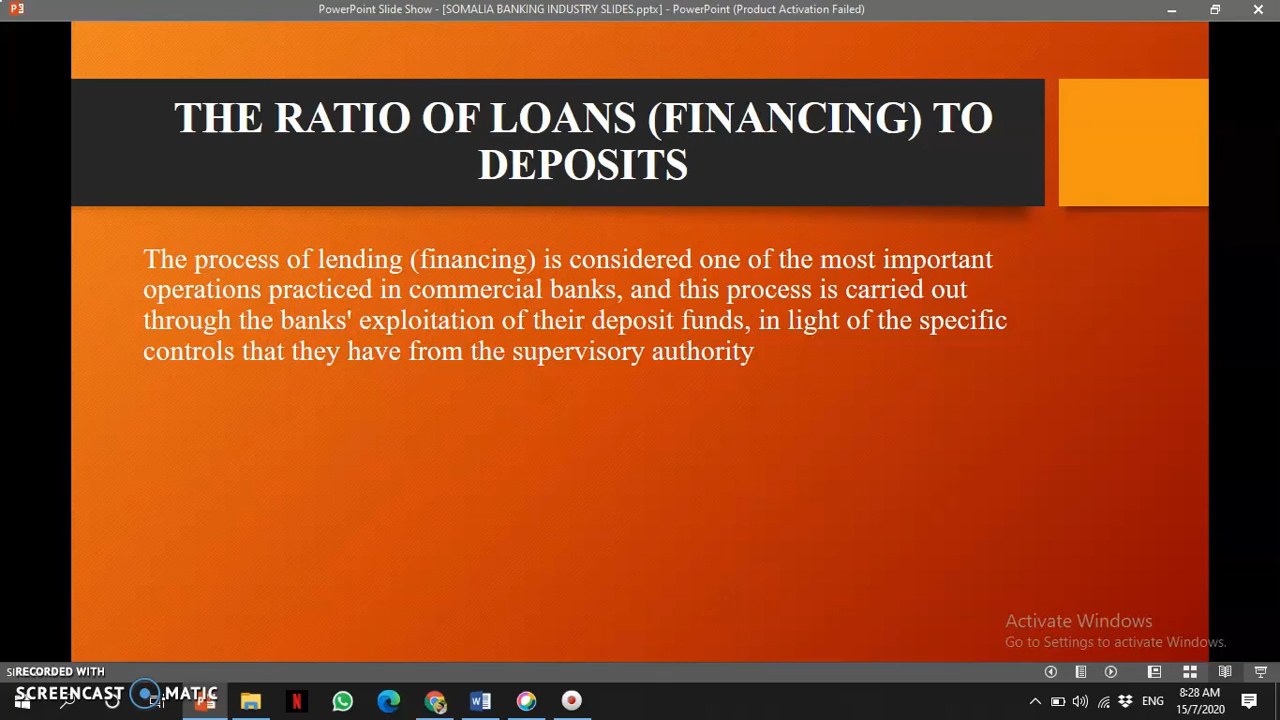 PowerPoint Slide Show - [SOMALIA BANKING INDUSTRY SLIDES.pptx] - PowerPoint (Product Activation Failed)
THE RATIO OF LOANS (FINANCING) TO
DEPOSITS
The process of lending (financing) is considered one of the most important
operations practiced in commercial banks, and this process is carried out
through the banks' exploitation of their deposit funds, in light of the specific
controls that they have from the supervisory authority
Activate Windows
Go to Settings to activate Windows.
RECORDED WITH
SCREENCAST MATIC
ENG
8:28 AM
15/7/2020